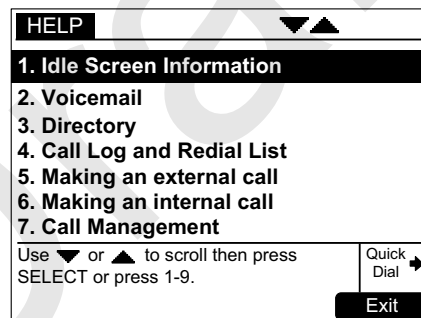 HELP
1. Idle Screen Information
2. Voicemail
3. Directory
4. Call Log and Redial List
5. Making an external call
6. Making an internal call
7. Call Management
Use ▼ or ▲ to scroll then press
SELECT or press 1-9.
Quick
Dial
Exit